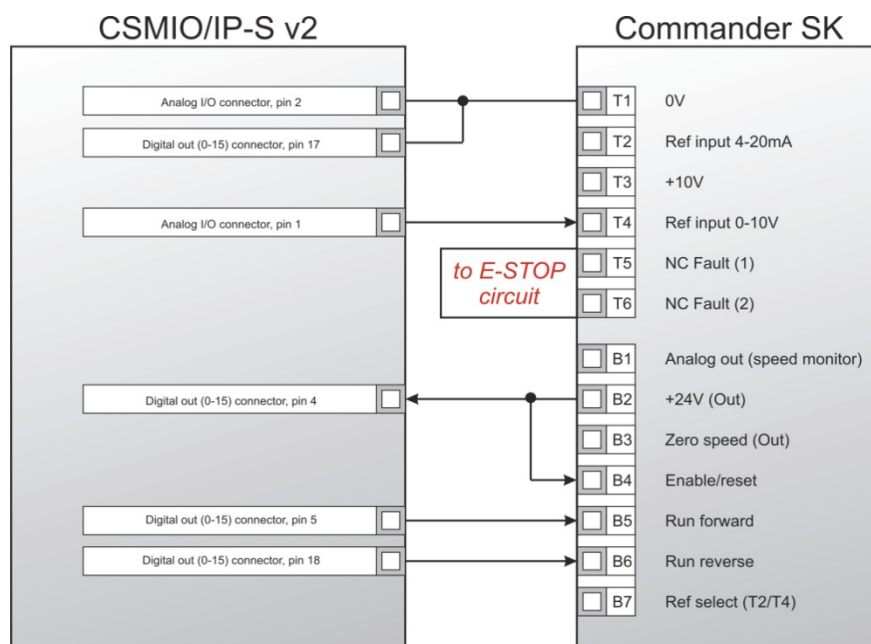 CSMIO/IP-S v2
Commander SK
Analog I/O connector, pin 2
T1 0V
Digital out (0-15) connector, pin 17
T2 Ref input 4-20mA
T3 +10V
Analog I/O connector, pin 1
T4 Ref input 0-10V
to E-STOP
circuit
T5 NC Fault (1)
T6 NC Fault (2)
B1 Analog out (speed monitor)
Digital out (0-15) connector, pin 4
B2 +24V (Out)
B3 Zero speed (Out)
B4 Enable/reset
Digital out (0-15) connector, pin 5
B5 Run forward
Digital out (0-15) connector, pin 18
B6 Run reverse
B7 Ref select (T2/T4)